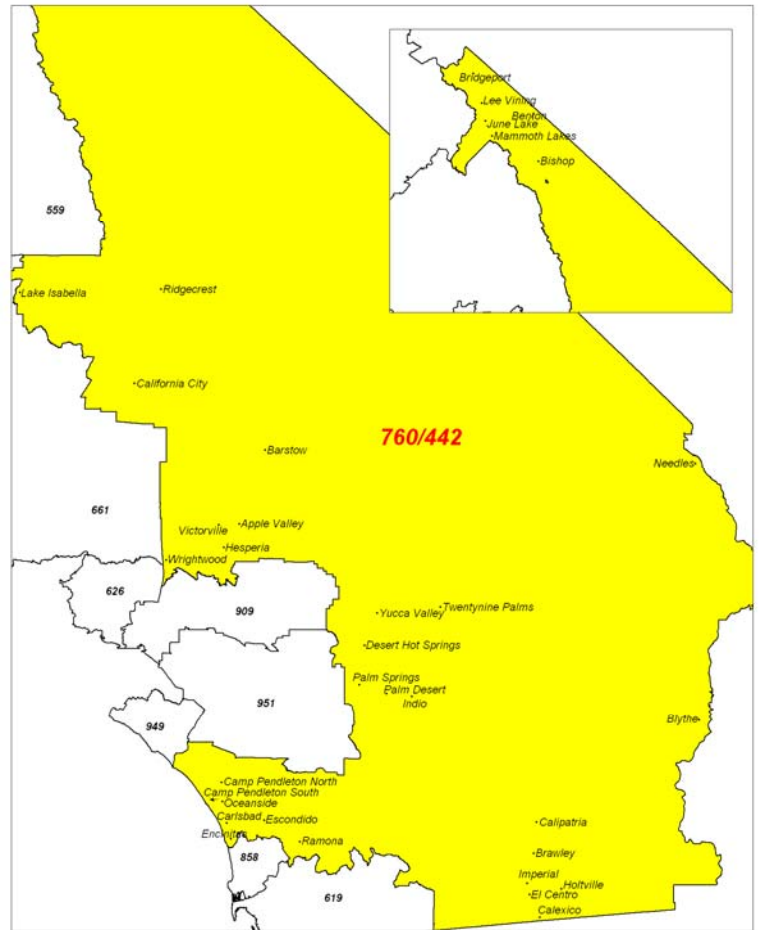 Bridgeport
Lee Vining
Benton
June Lake
Mammoth Lakes
Bishop
559
Lake Isabella
Ridgecrest
California City
760/442
Barstow
Needles
661
Victorville
Apple Valley
Hesperia
Wrightwood
626
909
Yucca Valley
Twentynine Palms
Desert Hot Springs
Palm Springs
Palm Desert
Indio
951
949
Blythe
Camp Pendleton North
Camp Pendleton South
Oceanside
Carlsbad
Escondido
Encinitas
Ramona
858
619
Calipatria
Brawley
Imperial
Holtville
El Centro
Calexico